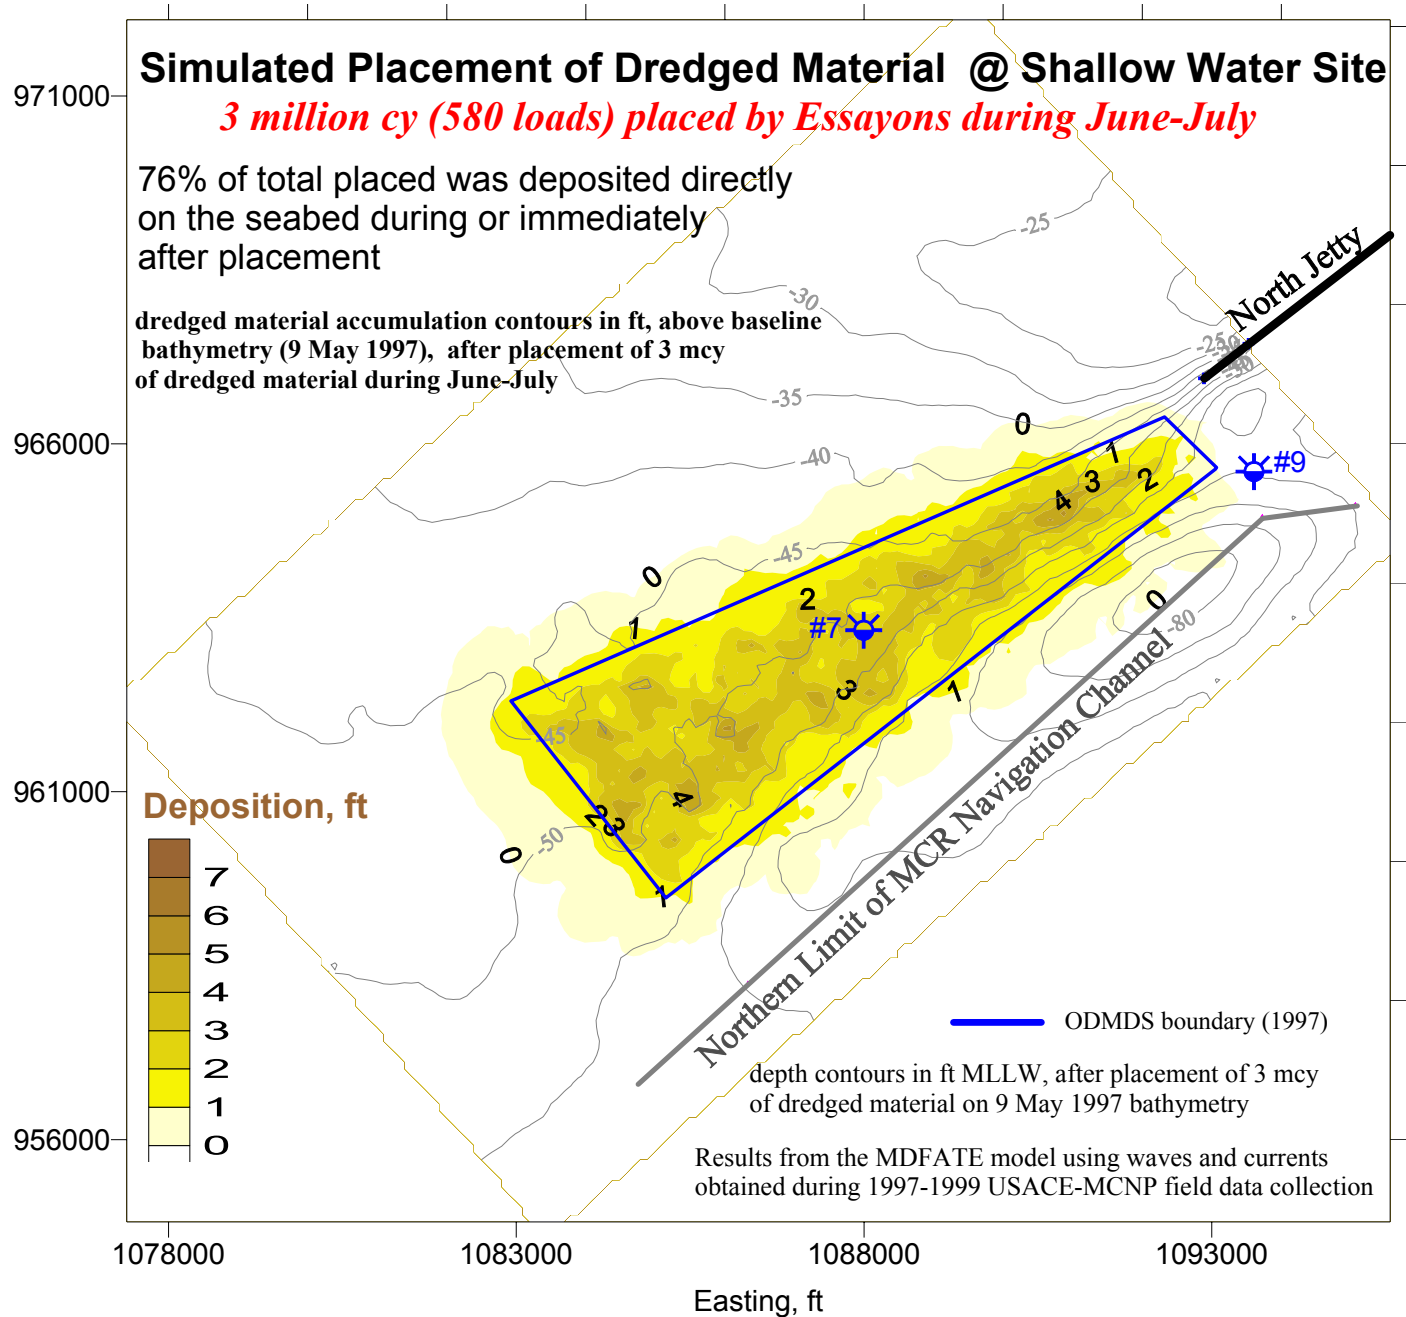 Simulated Placement of Dredged Material @ Shallow Water Site
3 million cy (580 loads) placed by Essayons during June-July
76% of total placed was deposited directly
on the seabed during or immediately
after placement
dredged material accumulation contours in ft, above baseline
bathymetry (9 May 1997), after placement of 3 mcy
of dredged material during June-July
971000
966000
961000
956000
-25
-30
North Jetty
-25
-30
-35
-40
-45
0
1
3
4
2
#9
0
1
2
#7
3
1
0
-80
-45
4
2
3
0
-50
1
Northern Limit of MCR Navigation Channel
Deposition, ft
7
6
5
4
3
2
1
0
ODMDS boundary (1997)
depth contours in ft MLLW, after placement of 3 mcy
of dredged material on 9 May 1997 bathymetry
Results from the MDFATE model using waves and currents
obtained during 1997-1999 USACE-MCNP field data collection
1078000
1083000
1088000
1093000
Easting, ft